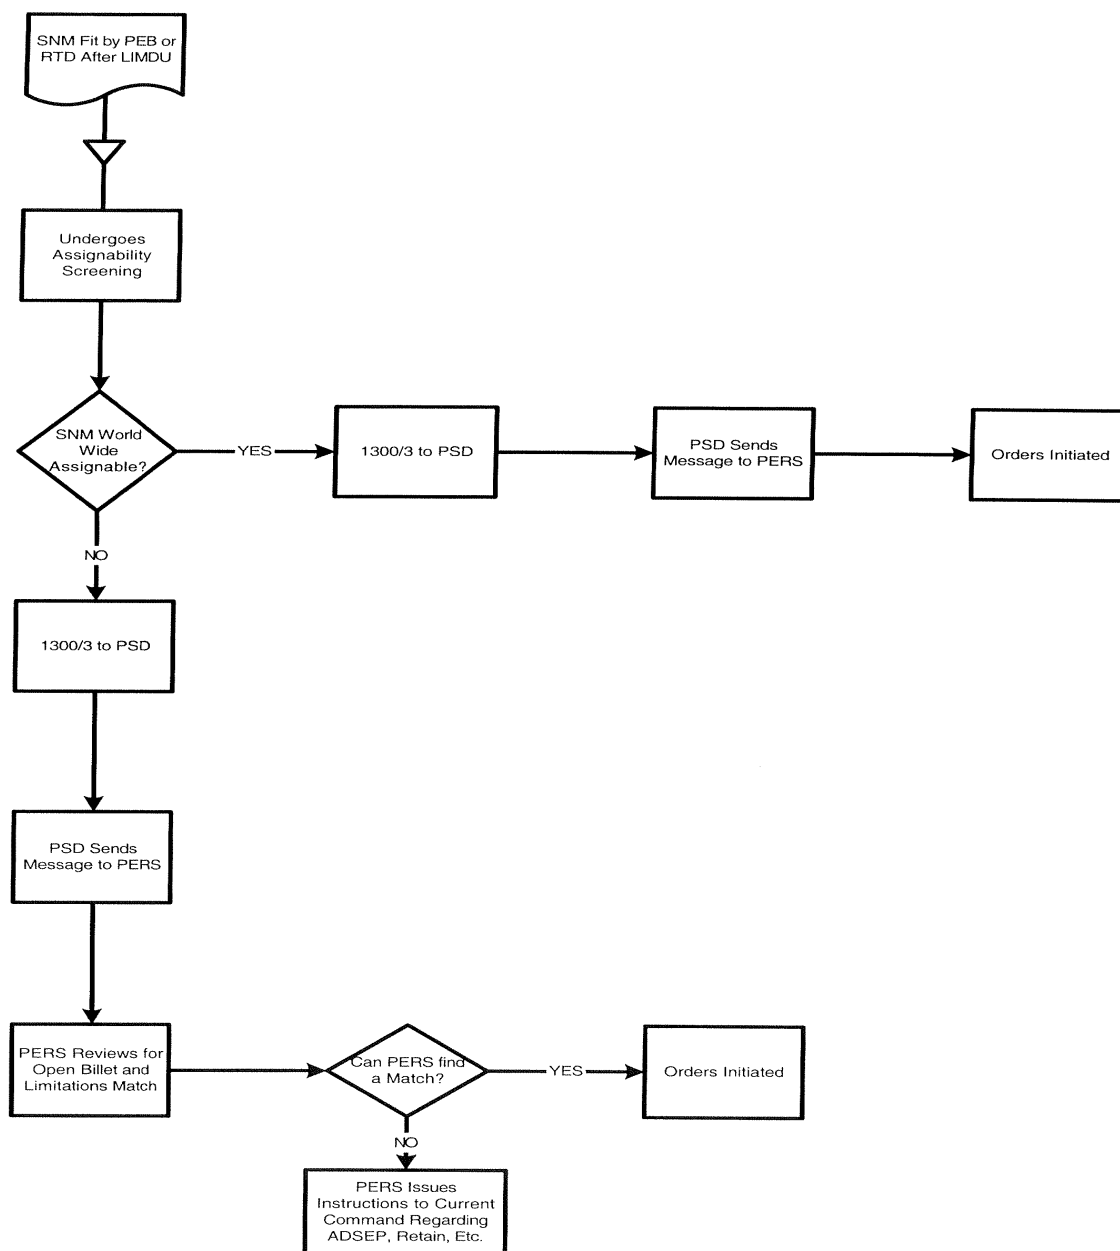 SNM Fit by PEB or
RTD After LIMDU
Undergoes
Assignability
Screening
SNM World
Wide
Assignable?
YES
1300/3 to PSD
PSD Sends
Message to PERS
Orders Initiated
NO
1300/3 to PSD
PSD Sends
Message to PERS
PERS Reviews for
Open Billet and
Limitations Match
Can PERS find
a Match?
YES
Orders Initiated
NO
PERS Issues
Instructions to Current
Command Regarding
ADSEP, Retain, Etc.